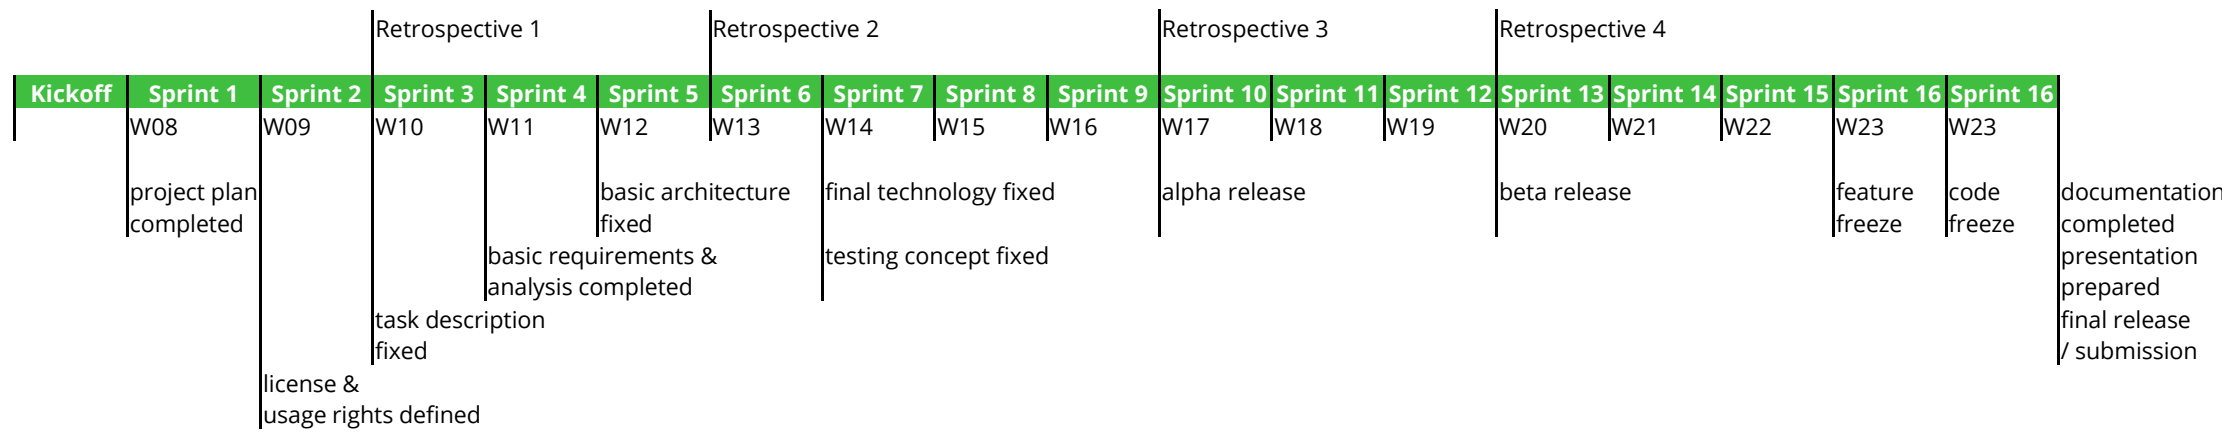 Retrospective 1 Retrospective 2 Retrospective 3 Retrospective 4
Kickoff Sprint 1 Sprint 2 Sprint 3 Sprint 4 Sprint 5 Sprint 6 Sprint 7 Sprint 8 Sprint 9 Sprint 10 Sprint 11 Sprint 12 Sprint 13 Sprint 14 Sprint 15 Sprint 16 Sprint 16
W08 W09 W10 W11 W12 W13 W14 W15 W16 W17 W18 W19 W20 W21 W22 W23 W23
project plan basic architecture final technology fixed alpha release beta release feature code documentation
completed fixed freeze freeze completed
basic requirements & testing concept fixed presentation
analysis completed prepared
task description final release
fixed / submission
license &
usage rights defined